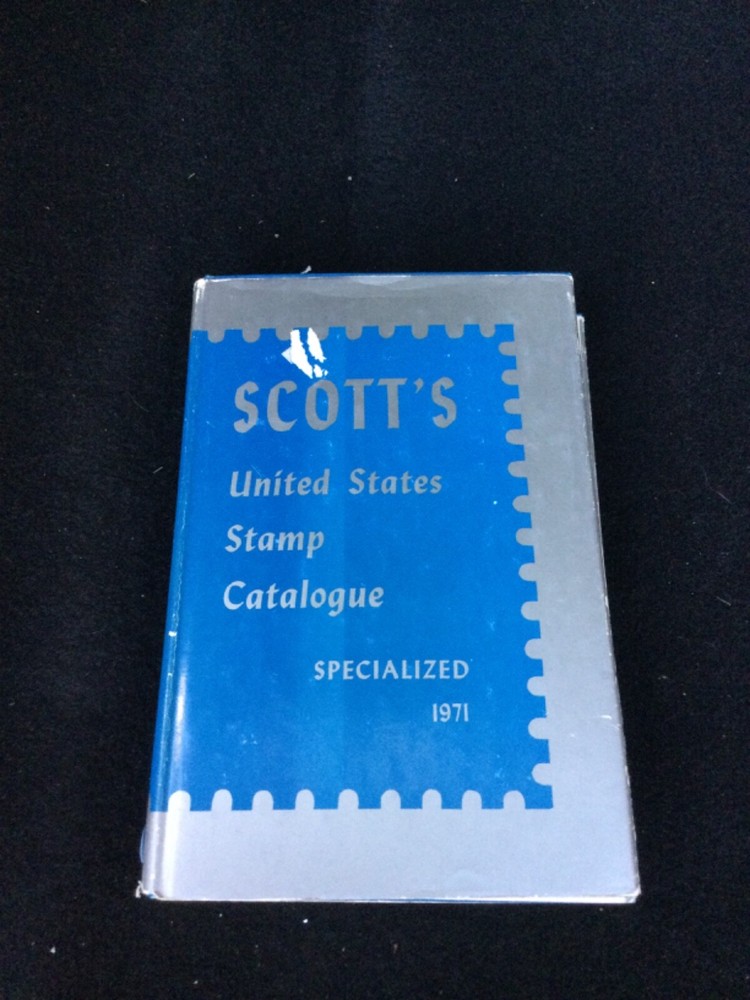 SCOTT'S
United States
Stamp
Catalogue
SPECIALIZED
1971